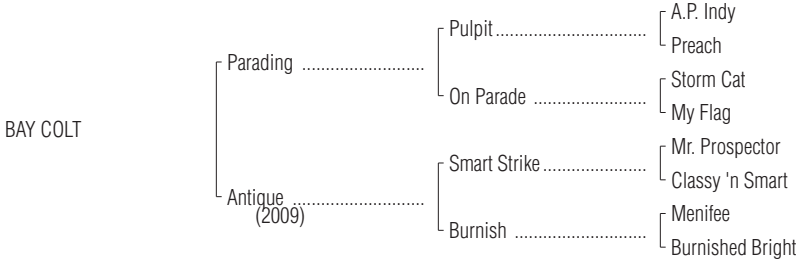 A.P. Indy
Pulpit ................................
Preach
Parading ..........................
Storm Cat
On Parade ........................
My Flag
BAY COLT
Mr. Prospector
Smart Strike......................
Classy 'n Smart
Antique ............................
(2009)
Menifee
Burnish ............................
Burnished Bright